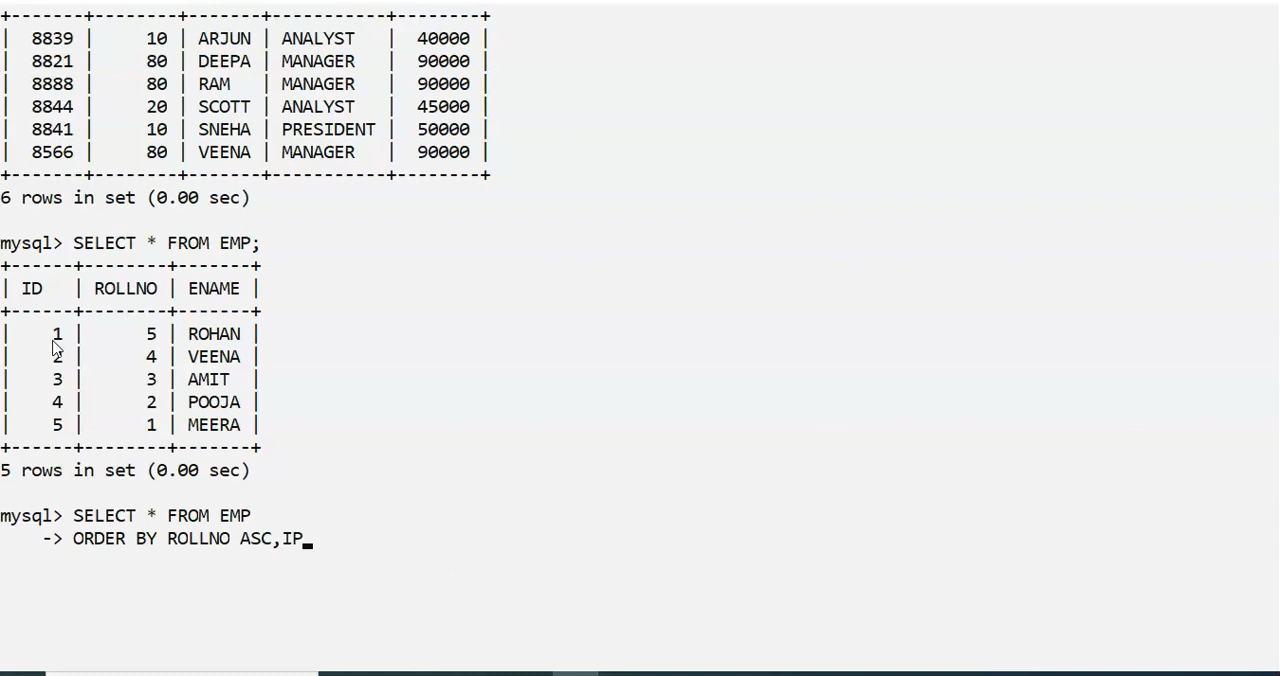 +-------+--------+-------+-----------+--------+
|  8839 |     10 | ARJUN | ANALYST   |  40000 |
|  8821 |     80 | DEEPA | MANAGER   |  90000 |
|  8888 |     80 | RAM   | MANAGER   |  90000 |
|  8844 |     20 | SCOTT | ANALYST   |  45000 |
|  8841 |     10 | SNEHA | PRESIDENT |  50000 |
|  8566 |     80 | VEENA | MANAGER   |  90000 |
+-------+--------+-------+-----------+--------+
6 rows in set (0.00 sec)
mysql> SELECT * FROM EMP;
+------+--------+-------+
| ID   | ROLLNO | ENAME |
+------+--------+-------+
|    1 |      5 | ROHAN |
|    2 |      4 | VEENA |
|    3 |      3 | AMIT  |
|    4 |      2 | POOJA |
|    5 |      1 | MEERA |
+------+--------+-------+
5 rows in set (0.00 sec)
mysql> SELECT * FROM EMP
    -> ORDER BY ROLLNO ASC,IP